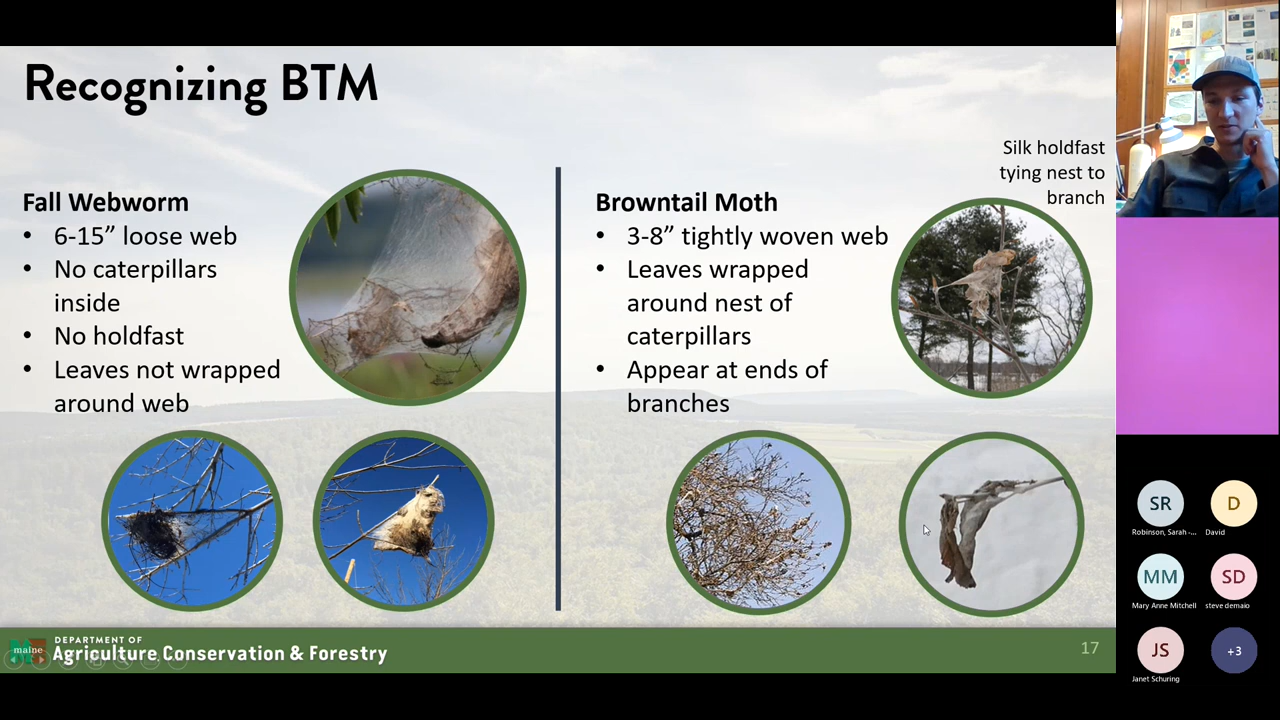 Recognizing BTM
Silk holdfast
tying nest to
branch
Fall Webworm
• 6-15” loose web
• No caterpillars
inside
• No holdfast
• Leaves not wrapped
around web
Browntail Moth
• 3-8” tightly woven web
• Leaves wrapped
around nest of
caterpillars
• Appear at ends of
branches
maine
DEPARTMENT OF
Agriculture Conservation & Forestry
17
SR
Robinson, Sarah -...
D
David
MM
Mary Anne Mitchell
SD
steve demaio
JS
Janet Schuring
+3